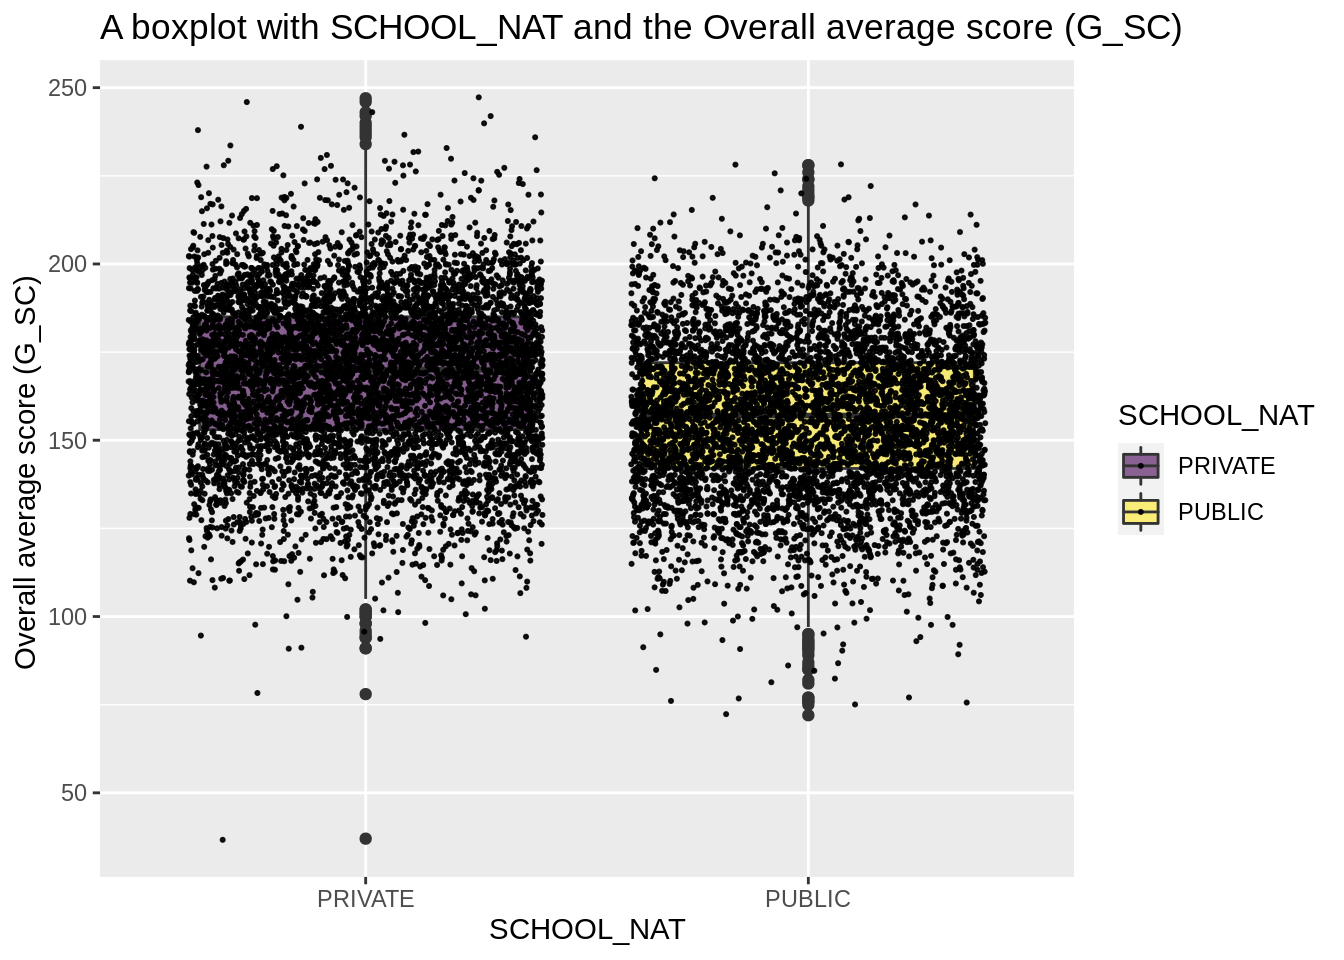 A boxplot with SCHOOL_NAT and the Overall average score (G_SC)
Overall average score (G_SC)
250
200
150
100
50
PRIVATE
PUBLIC
SCHOOL_NAT
SCHOOL_NAT
PRIVATE
PUBLIC